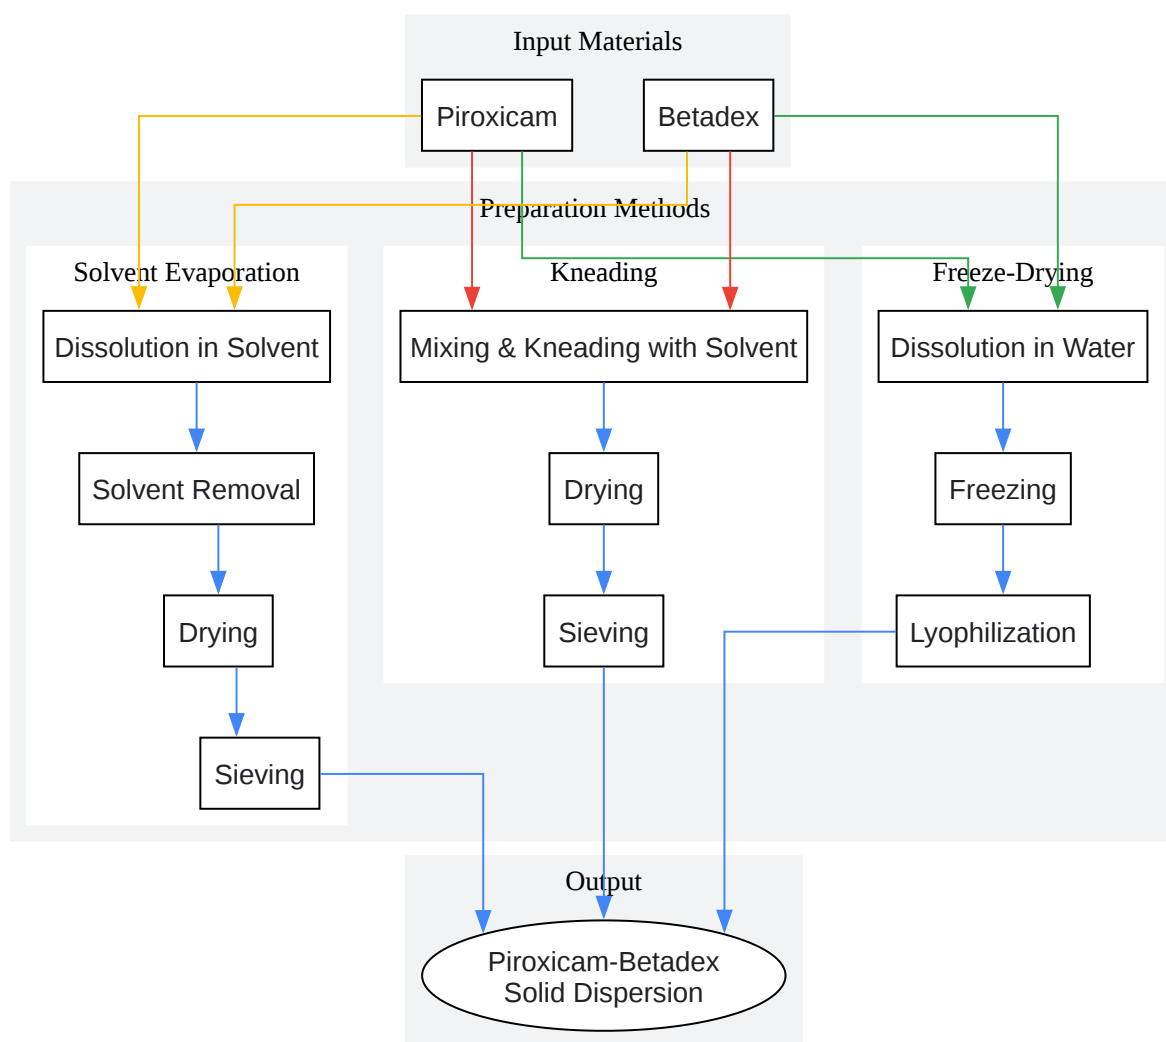 Input Materials
Piroxicam
Betadex
Preparation Methods
Solvent Evaporation
Dissolution in Solvent
Solvent Removal
Drying
Sieving
Kneading
Mixing & Kneading with Solvent
Drying
Sieving
Freeze-Drying
Dissolution in Water
Freezing
Lyophilization
Output
Piroxicam-Betadex
Solid Dispersion